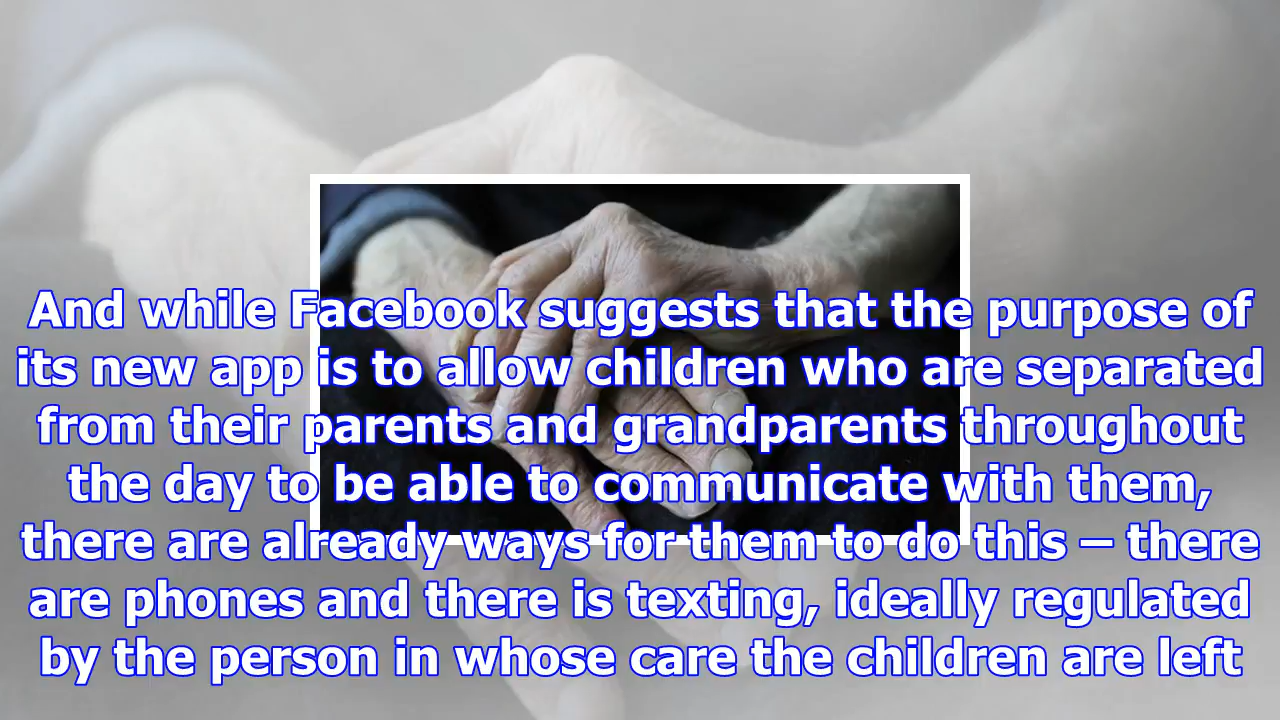 And while Facebook suggests that the purpose of
its new app is to allow children who are separated
from their parents and grandparents throughout
the day to be able to communicate with them,
there are already ways for them to do this – there
are phones and there is texting, ideally regulated
by the person in whose care the children are left